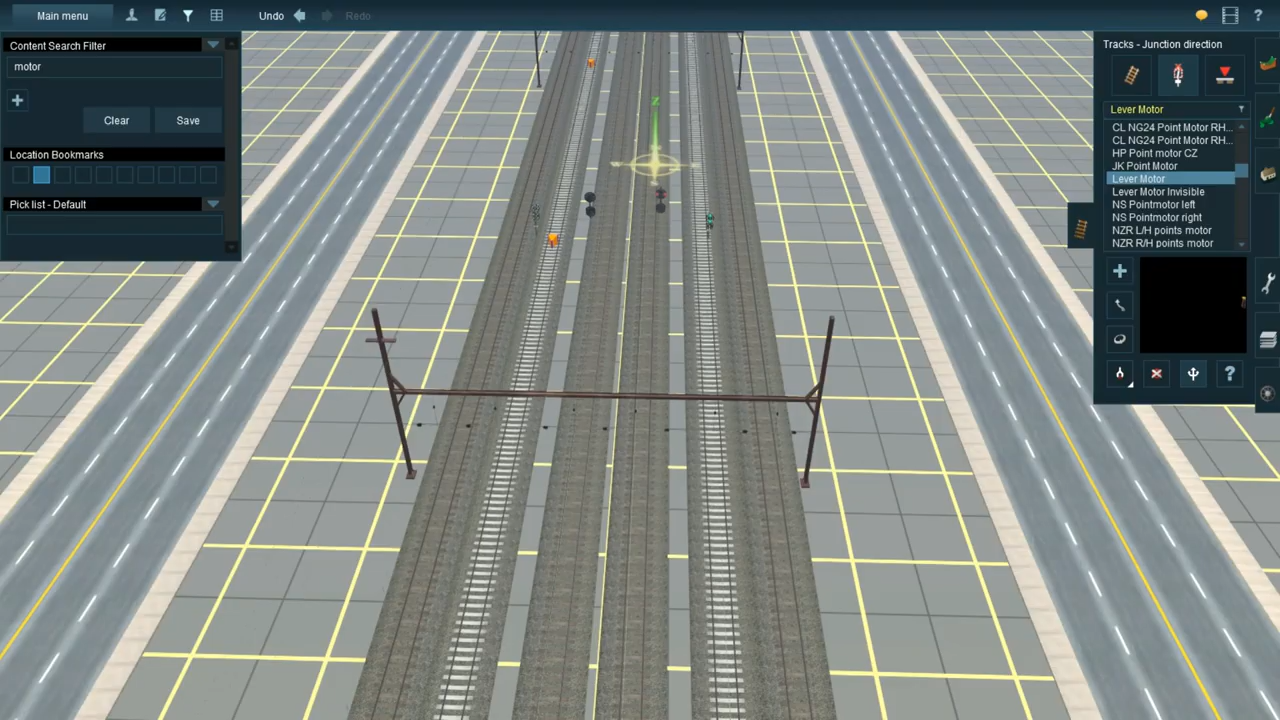 Main menu
Undo
Redo
Content Search Filter
motor
Clear
Save
Location Bookmarks
Pick list - Default
z
Tracks - Junction direction
Lever Motor
CL NG24 Point Motor RH...
CL NG24 Point Motor RH...
HP Point motor CZ
JK Point Motor
Lever Motor
Lever Motor Invisible
NS Pointmotor left
NS Pointmotor right
NZR L/H points motor
NZR R/H points motor